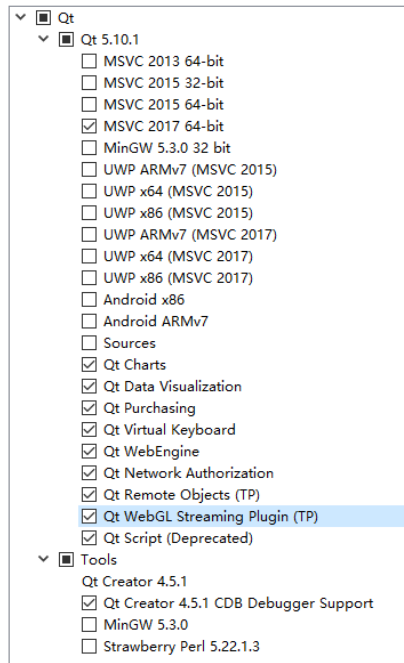 Qt
Qt 5.10.1
MSVC 2013 64-bit
MSVC 2015 32-bit
MSVC 2015 64-bit
MSVC 2017 64-bit
MinGW 5.3.0 32 bit
UWP ARMv7 (MSVC 2015)
UWP x64 (MSVC 2015)
UWP x86 (MSVC 2015)
UWP ARMv7 (MSVC 2017)
UWP x64 (MSVC 2017)
UWP x86 (MSVC 2017)
Android x86
Android ARMv7
Sources
Qt Charts
Qt Data Visualization
Qt Purchasing
Qt Virtual Keyboard
Qt WebEngine
Qt Network Authorization
Qt Remote Objects (TP)
Qt WebGL Streaming Plugin (TP)
Qt Script (Deprecated)
Tools
Qt Creator 4.5.1
Qt Creator 4.5.1 CDB Debugger Support
MinGW 5.3.0
Strawberry Perl 5.22.1.3